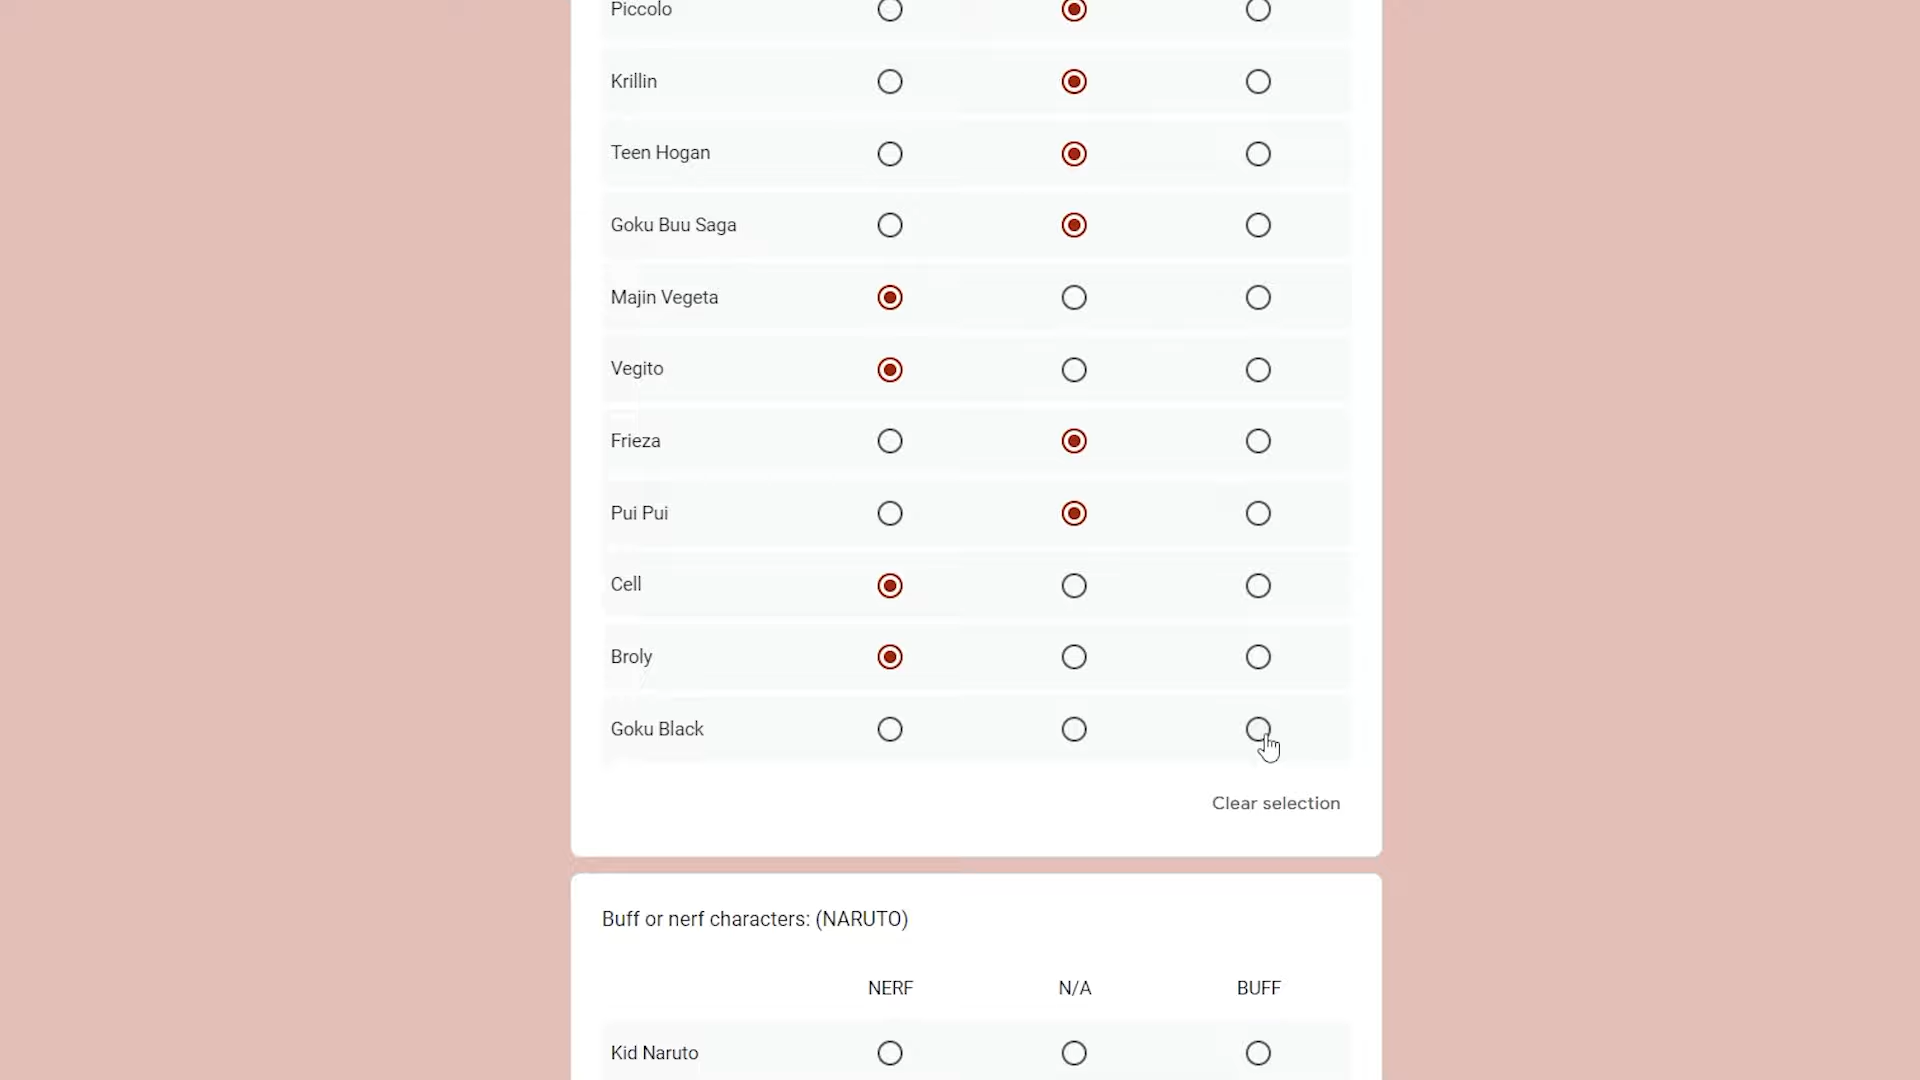 Piccolo
Krillin
Teen Hogan
Goku Buu Saga
Majin Vegeta
Vegito
Frieza
Pui Pui
Cell
Broly
Goku Black
Clear selection
Buff or nerf characters: (NARUTO)
NERF N/A BUFF
Kid Naruto